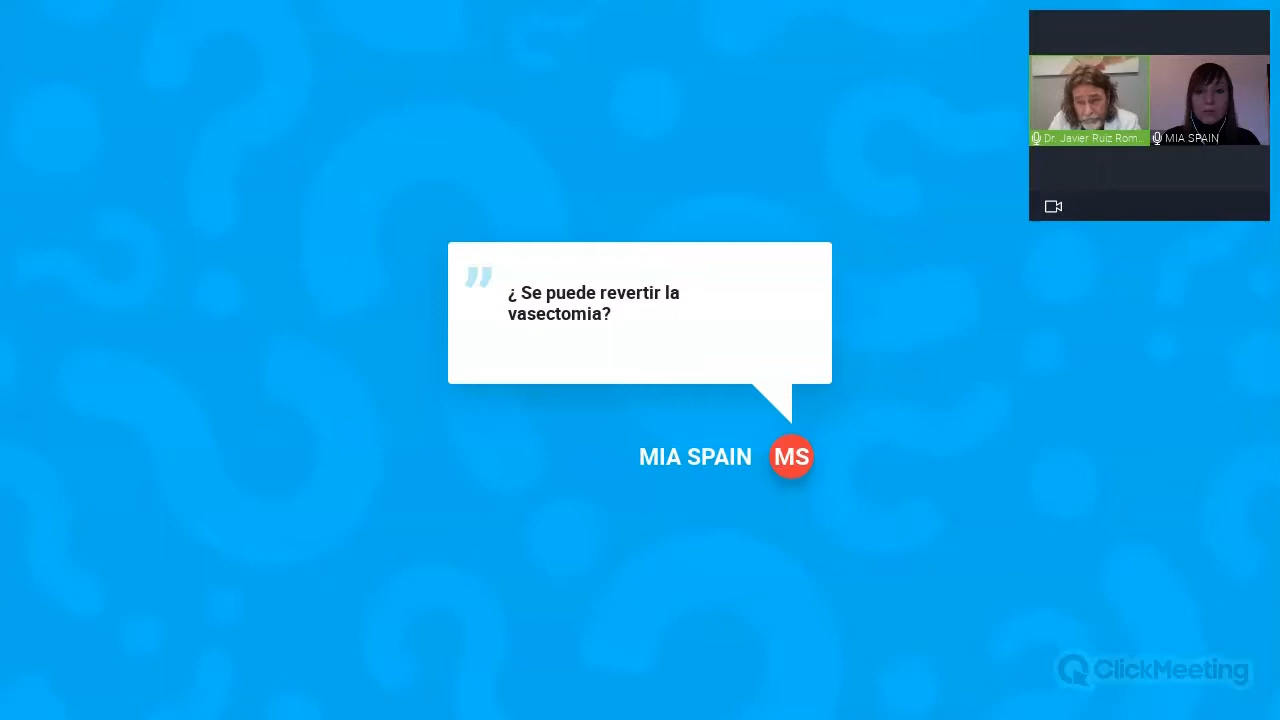 Dr. Javier Ruiz Rom...
MIA SPAIN
"
¿ Se puede revertir la
vasectomia?
MIA SPAIN
MS
ClickMeeting